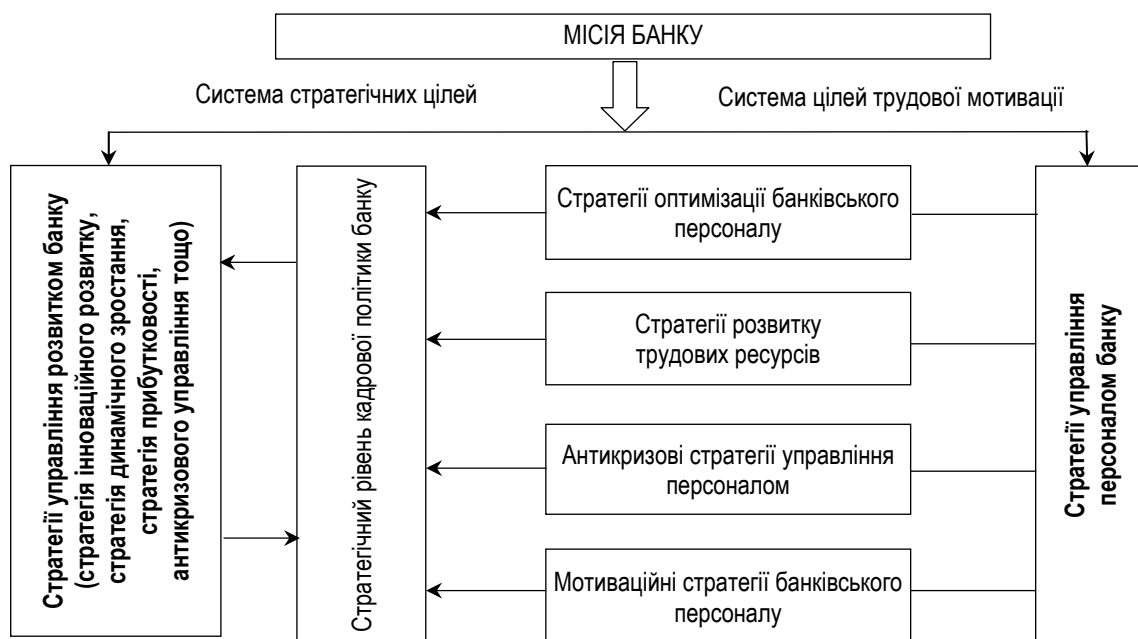 МІСІЯ БАНКУ
Система стратегічних цілей
Система цілей трудової мотивації
Стратегії управління розвитком банку
(стратегія інноваційного розвитку,
стратегія динамічного зростання,
стратегія прибутковості,
антикризового управління тощо)
Стратегічний рівень кадрової політики банку
Стратегії оптимізації банківського
персоналу
Стратегії розвитку
трудових ресурсів
Антикризові стратегії управління
персоналом
Мотиваційні стратегії банківського
персоналу
Стратегії управління
персоналом банку